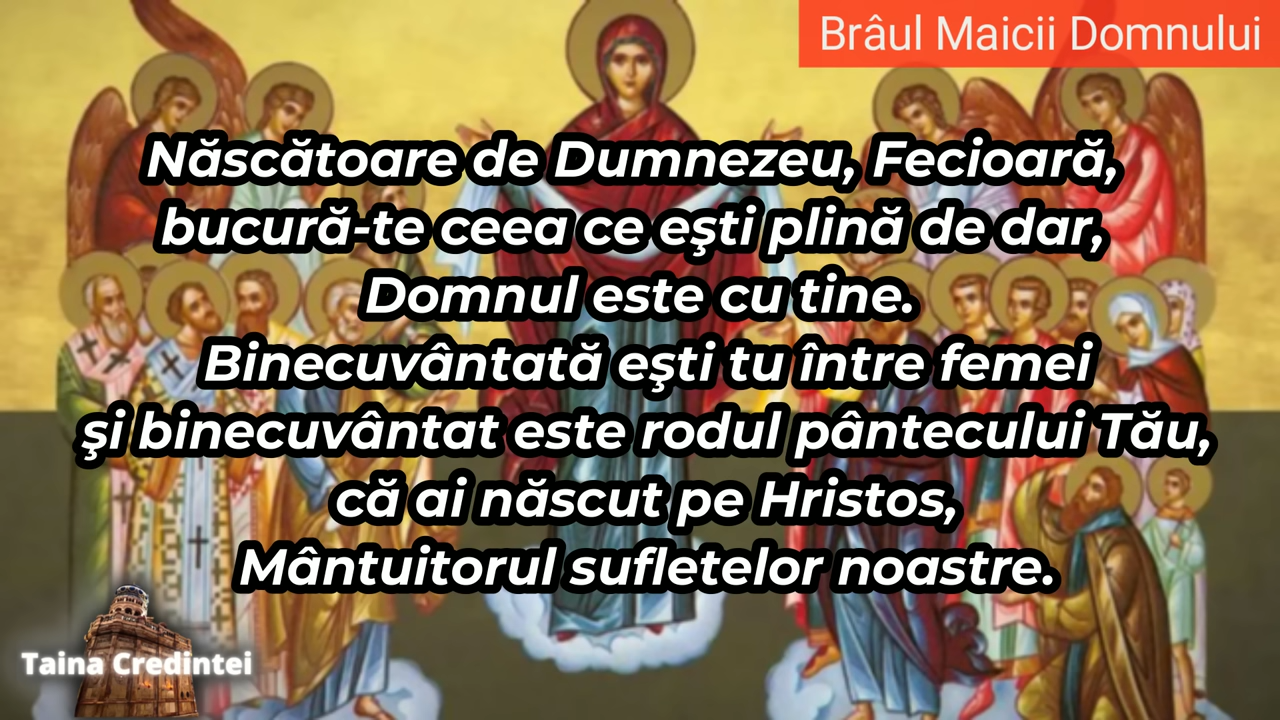 Brâul Maicii Domnului
Născătoare de Dumnezeu, Fecioară,
bucură-te ceea ce eşti plină de dar,
Domnul este cu tine.
Binecuvântată eşti tu între femei
şi binecuvântat este rodul pântecului Tău,
că ai născut pe Hristos,
Mântuitorul sufletelor noastre.
Taina Credintei